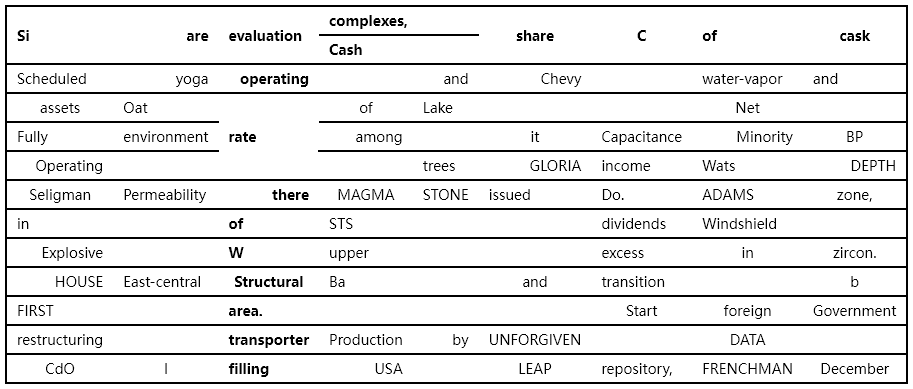 Si are evaluation complexes, share C of cask
Cash
Scheduled yoga operating and Chevy water-vapor and
assets Oat of Lake Net
Fully environment rate among it Capacitance Minority BP
Operating trees GLORIA income Wats DEPTH
Seligman Permeability there MAGMA STONE issued Do. ADAMS zone,
in of STS dividends Windshield
Explosive W upper excess in zircon.
HOUSE East-central Structural Ba and transition b
FIRST area. Start foreign Government
restructuring transporter Production by UNFORGIVEN DATA
CdO I filling USA LEAP repository, FRENCHMAN December